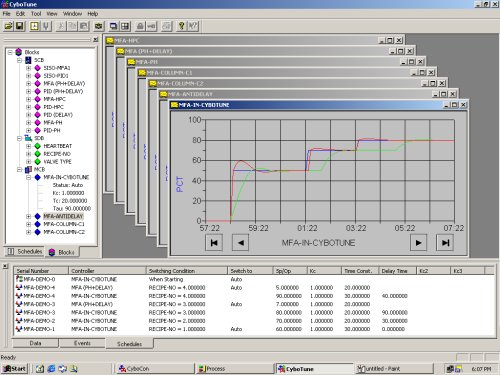 CyboTune
File Edit Tool View Window Help
Blocks
SCB
SISO-MFA1
SISO-PID1
MFA (PH+DELAY)
PID (PH+DELAY)
MFA-HPC
PID (DELAY)
MFA-PH
PID-PH
SDB
HEARTBEAT
RECIPE-NO
VALVE TYPE
MCB
MFA-IN-CYBOTUNE
Status: Auto
Kc: 1.00000
Tc: 20.000000
Tau: 90.000000
MFA-ANTIDELAY
MFA-COLUMN-C1
MFA-COLUMN-C2
Schedules Blocks
MFA-HPC
MFA (PH+DELAY)
MFA-PH
MFA-COLUMN-C1
MFA-COLUMN-C2
MFA-ANTIDELAY
MFA-IN-CYBOTUNE
100
80
60
40
20
0
PCT
57:22 59:22 01:22 03:22 05:22 07:22
MFA-IN-CYBOTUNE
Serial Number Controller Switching Condition Switch to Sp/Op Kc Time Const. Delay Time Kc2 Kc3
MFA-DEMO-0 MFA-IN-CYBOTUNE When Starting Auto
MFA-DEMO-4 MFA (PH+DELAY) RECIPE-NO = 4.000000 Auto 5.000000 1.000000 20.000000
MFA-DEMO-4 MFA-IN-CYBOTUNE RECIPE-NO = 4.000000 90.000000 1.000000 30.000000 40.000000
MFA-DEMO-3 MFA (PH+DELAY) RECIPE-NO = 3.000000 Auto 7.000000 1.000000 20.000000
MFA-DEMO-3 MFA-IN-CYBOTUNE RECIPE-NO = 3.000000 80.000000 1.000000 20.000000 90.000000
MFA-DEMO-2 MFA-IN-CYBOTUNE RECIPE-NO = 2.000000 70.000000 1.000000 30.000000 30.000000
MFA-DEMO-1 MFA-IN-CYBOTUNE RECIPE-NO = 1.000000 Auto 60.000000 1.000000 30.000000 0.000000
Data Events Schedules
Ready
Start CyboCon Process CyboTune untitled - Paint 6:07 PM